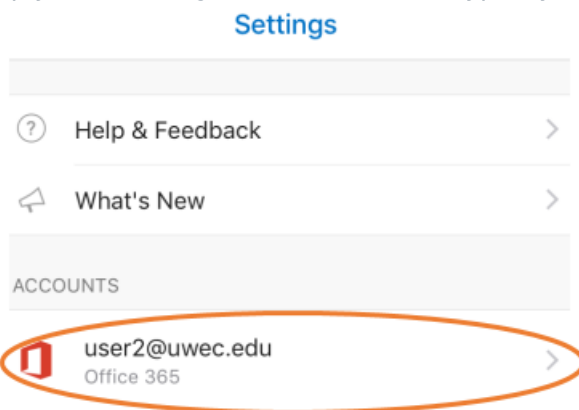 Settings
Help & Feedback
What's New
ACCOUNTS
user2@uwec.edu
Office 365